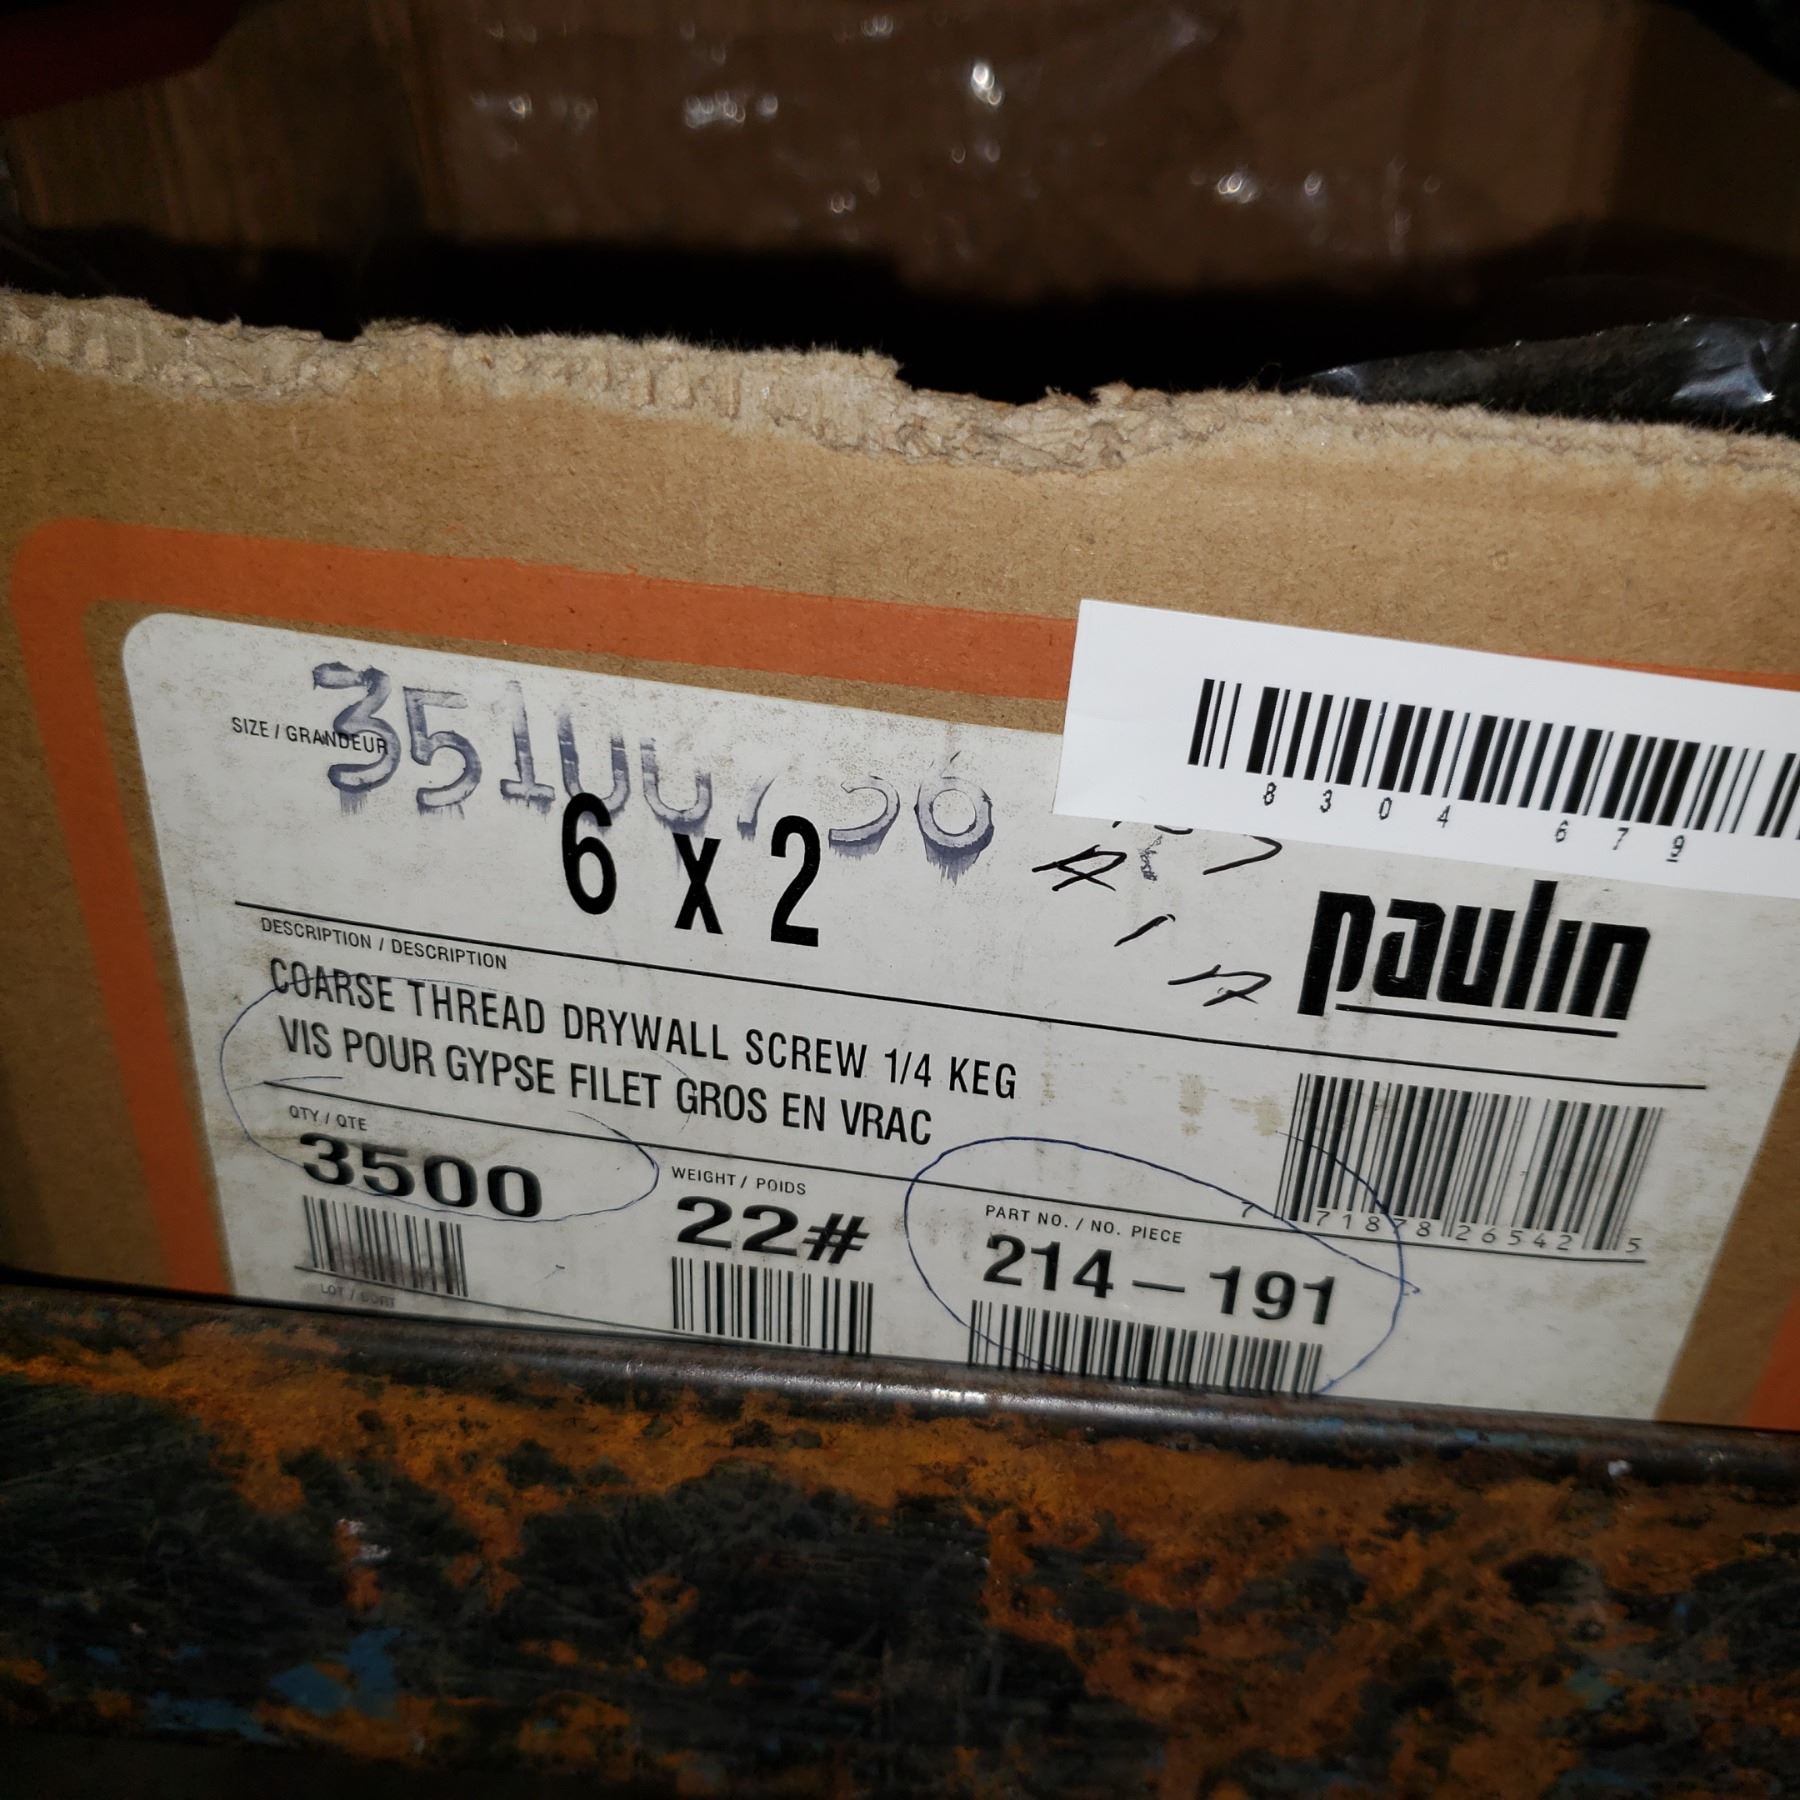 8304 679
SIZE / GRANDEUR
6 x 2
paulin
DESCRIPTION / DESCRIPTION
COARSE THREAD DRYWALL SCREW 1/4 KEG
VIS POUR GYPSE FILET GROS EN VRAC
7 71878 26542 5
QTY / QTE
3500
WEIGHT / POIDS
22#
PART NO. / NO. PIECE
214 – 191
LOT /